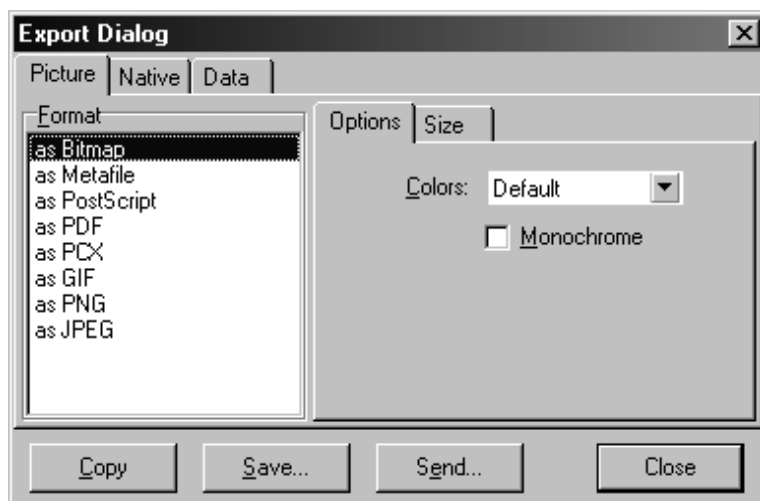 Export Dialog
Picture Native Data
Format
as Bitmap
as Metafile
as PostScript
as PDF
as PCX
as GIF
as PNG
as JPEG
Options Size
Colors: Default
Monochrome
Copy Save... Send... Close